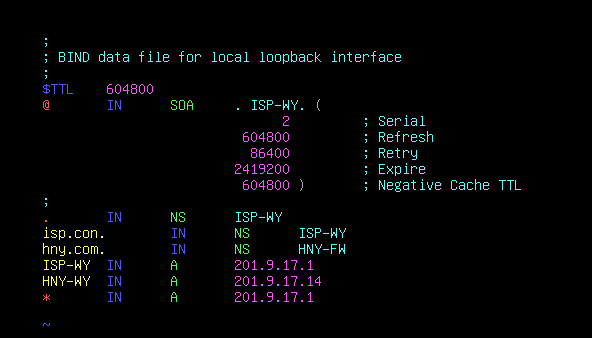 ;
; BIND data file for local loopback interface
;
$TTL    604800
@       IN      SOA     . ISP-WY. (
                              2         ; Serial
                         604800         ; Refresh
                          86400         ; Retry
                        2419200         ; Expire
                         604800 )       ; Negative Cache TTL
;
.       IN      NS      ISP-WY
isp.con.        IN      NS      ISP-WY
hny.com.        IN      NS      HNY-FW
ISP-WY  IN      A       201.9.17.1
HNY-WY  IN      A       201.9.17.14
*       IN      A       201.9.17.1
~